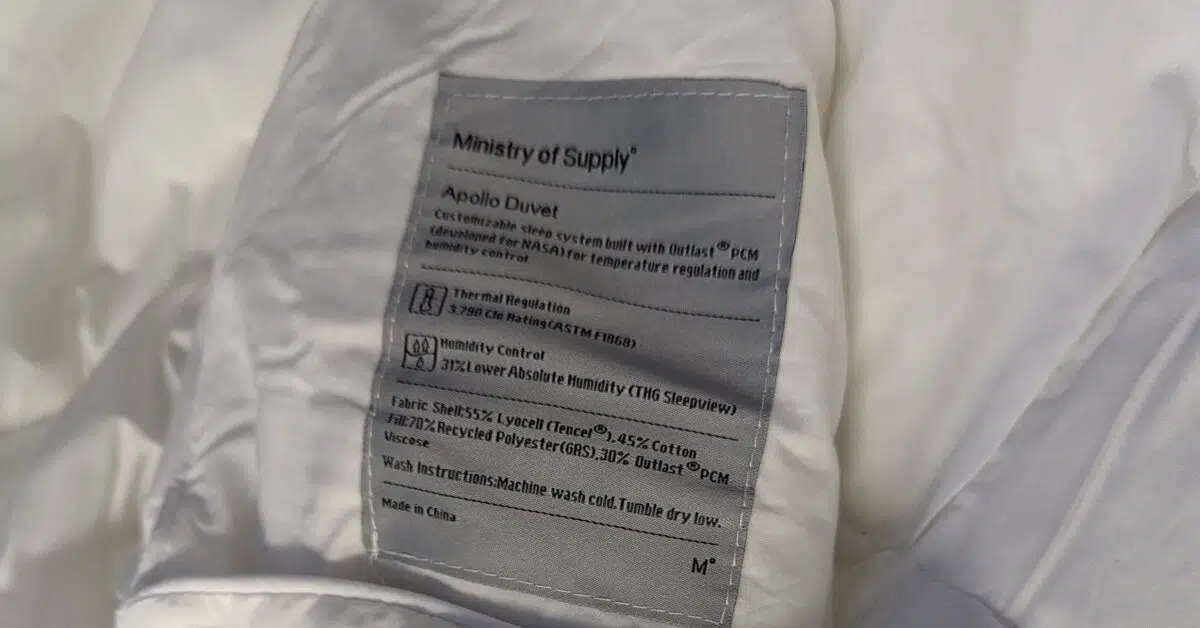 Ministry of Supply°
Apollo Duvet
Customizable sleep system built with Outlast® PCM
(developed for NASA) for temperature regulation and
humidity control.
Thermal Regulation
3.790 Clo Rating(ASTM F1868)
Humidity Control
31% Lower Absolute Humidity (THG Sleepview)
Fabric Shell:55% Lyocell (Tencel®),45% Cotton
Fill:70% Recycled Polyester(GRS),30% Outlast® PCM
Viscose
Wash Instructions:Machine wash cold.Tumble dry low.
Made in China
M°